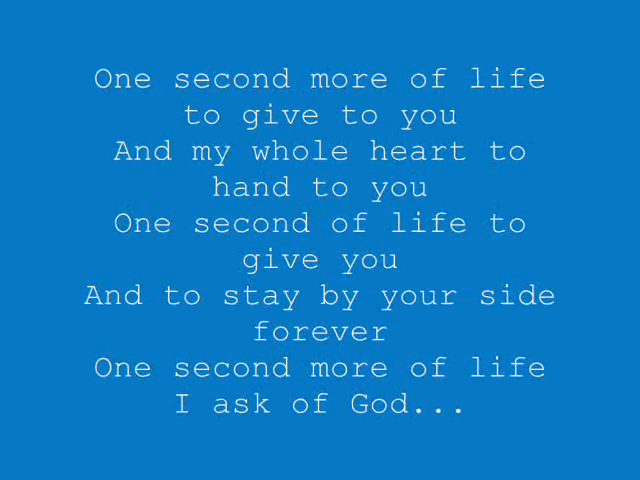 One second more of life
to give to you
And my whole heart to
hand to you
One second of life to
give you
And to stay by your side
forever
One second more of life
I ask of God...